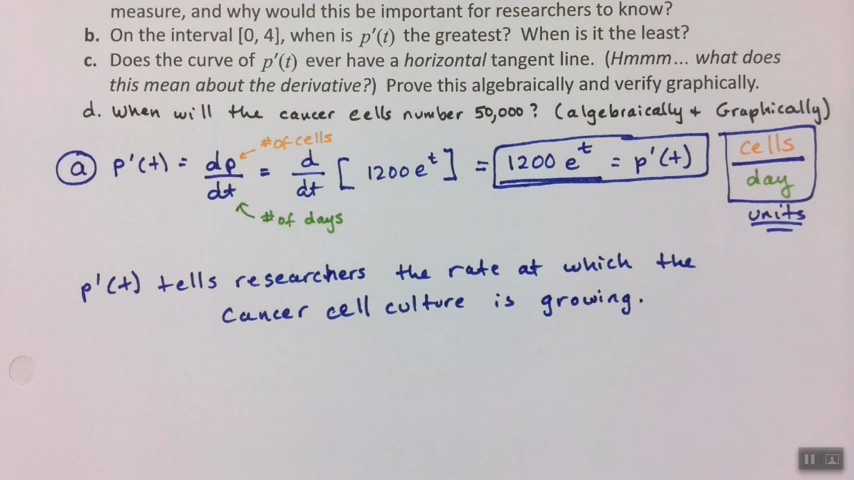 measure, and why would this be important for researchers to know?
b. On the interval [0, 4], when is p'(t) the greatest? When is it the least?
c. Does the curve of p'(t) ever have a horizontal tangent line. (Hmmm... what does
this mean about the derivative?) Prove this algebraically and verify graphically.
d. When will the cancer cells number 50,000? (algebraically + Graphically)
# of cells
(a) p'(t) = dp/dt = d/dt [ 1200e^t ] = 1200 e^t = p'(t)
cells
day
# of days
units
p'(t) tells researchers the rate at which the
cancer cell culture is growing.